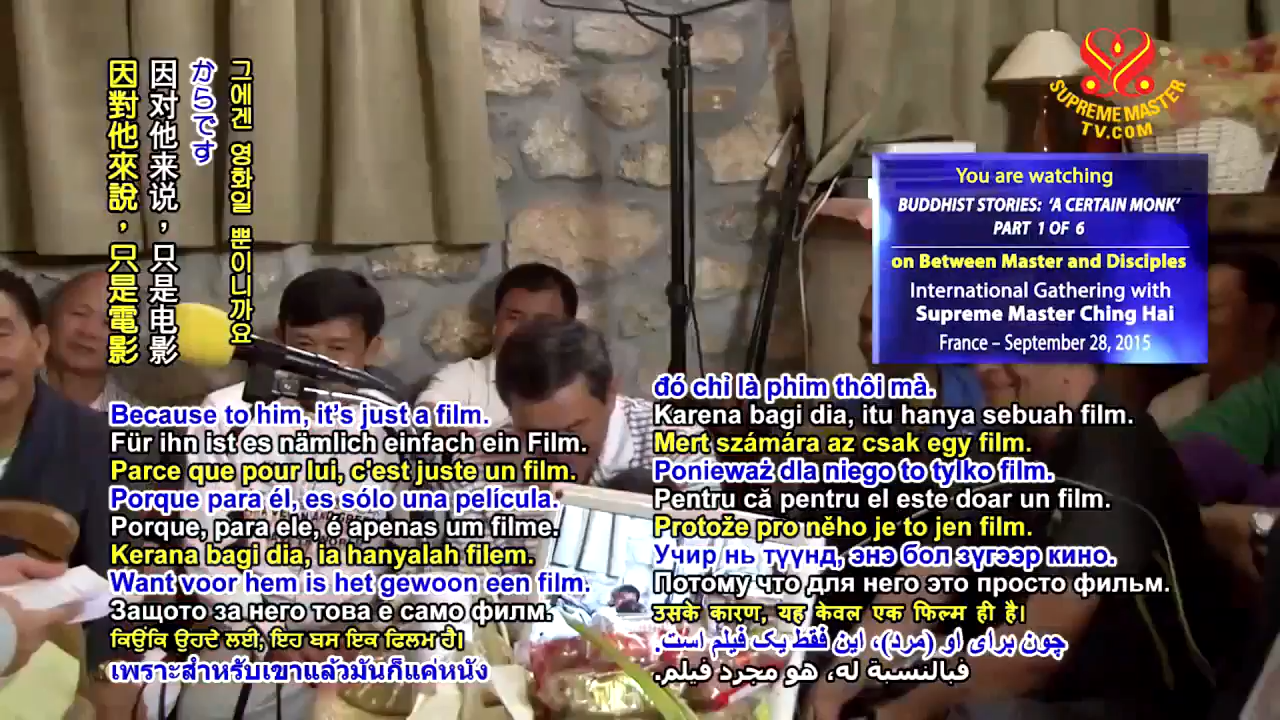 因對他來說，只是電影
因对他来说，只是电影
からです
그에겐 영화일 뿐이니까요
SUPREME MASTER
TV.COM
You are watching
BUDDHIST STORIES: ‘A CERTAIN MONK’
PART 1 OF 6
on Between Master and Disciples
International Gathering with
Supreme Master Ching Hai
France – September 28, 2015
Because to him, it’s just a film.
Für ihn ist es nämlich einfach ein Film.
Parce que pour lui, c'est juste un film.
Porque para él, es sólo una película.
Porque, para ele, é apenas um filme.
Kerana bagi dia, ia hanyalah filem.
Want voor hem is het gewoon een film.
Защото за него това е само филм.
ਕਿਉਂਕਿ ਉਹਦੇ ਲਈ, ਇਹ ਬਸ ਇਕ ਫਿਲਮ ਹੈ।
เพราะสำหรับเขาแล้วมันก็แค่หนัง
đó chỉ là phim thôi mà.
Karena bagi dia, itu hanya sebuah film.
Mert számára az csak egy film.
Ponieważ dla niego to tylko film.
Pentru că pentru el este doar un film.
Protože pro něho je to jen film.
Учир нь түүнд, энэ бол зүгээр кино.
Потому что для него это просто фильм.
उसके कारण, यह केवल एक फिल्म ही है।
چون برای او (مرد)، این فقط یک فیلم است.
فبالنسبة له، هو مجرد فيلم.